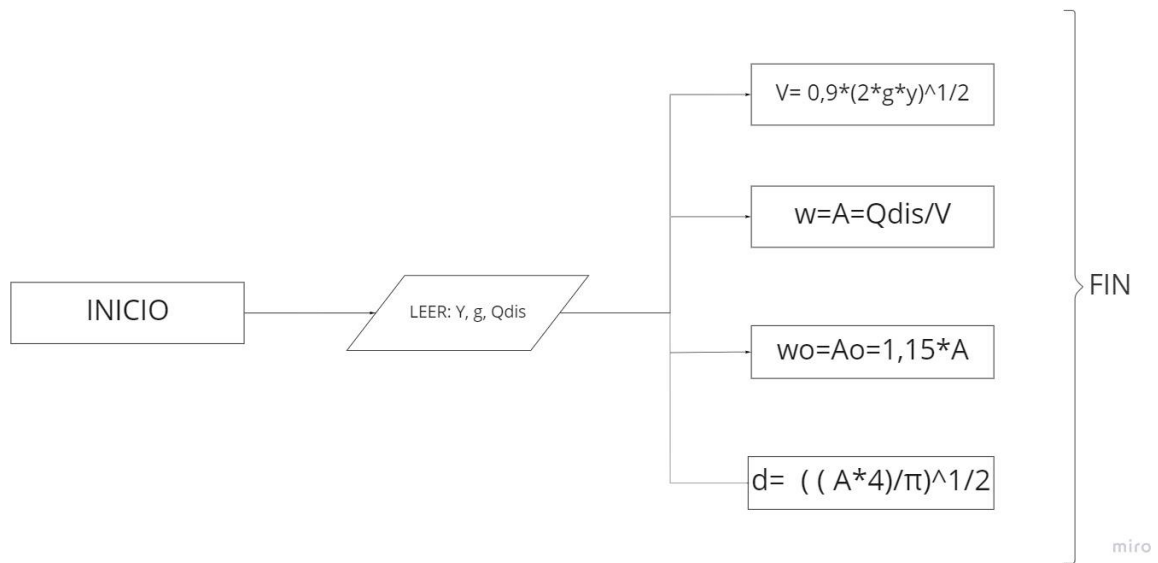 V= 0,9*(2*g*y)^1/2
w=A=Qdis/V
INICIO
LEER: Y, g, Qdis
FIN
wo=Ao=1,15*A
d= ( ( A*4)/π)^1/2
miro